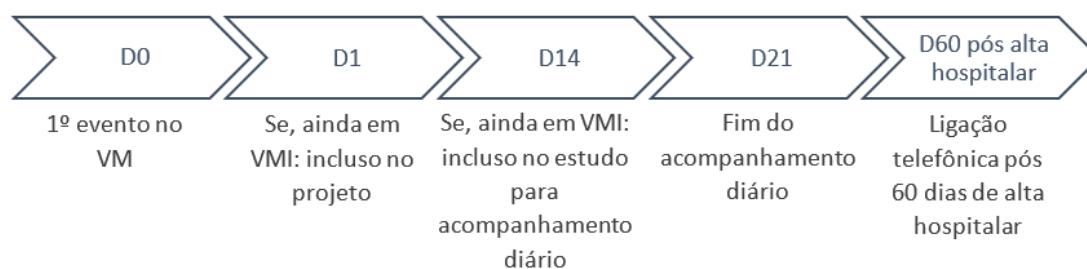 D0
D1
D14
D21
D60 pós alta
hospitalar
1º evento no
VM
Se, ainda em
VMI: incluso no
projeto
Se, ainda em VMI:
incluso no estudo
para
acompanhamento
diário
Fim do
acompanhamento
diário
Ligação
telefônica pós
60 dias de alta
hospitalar